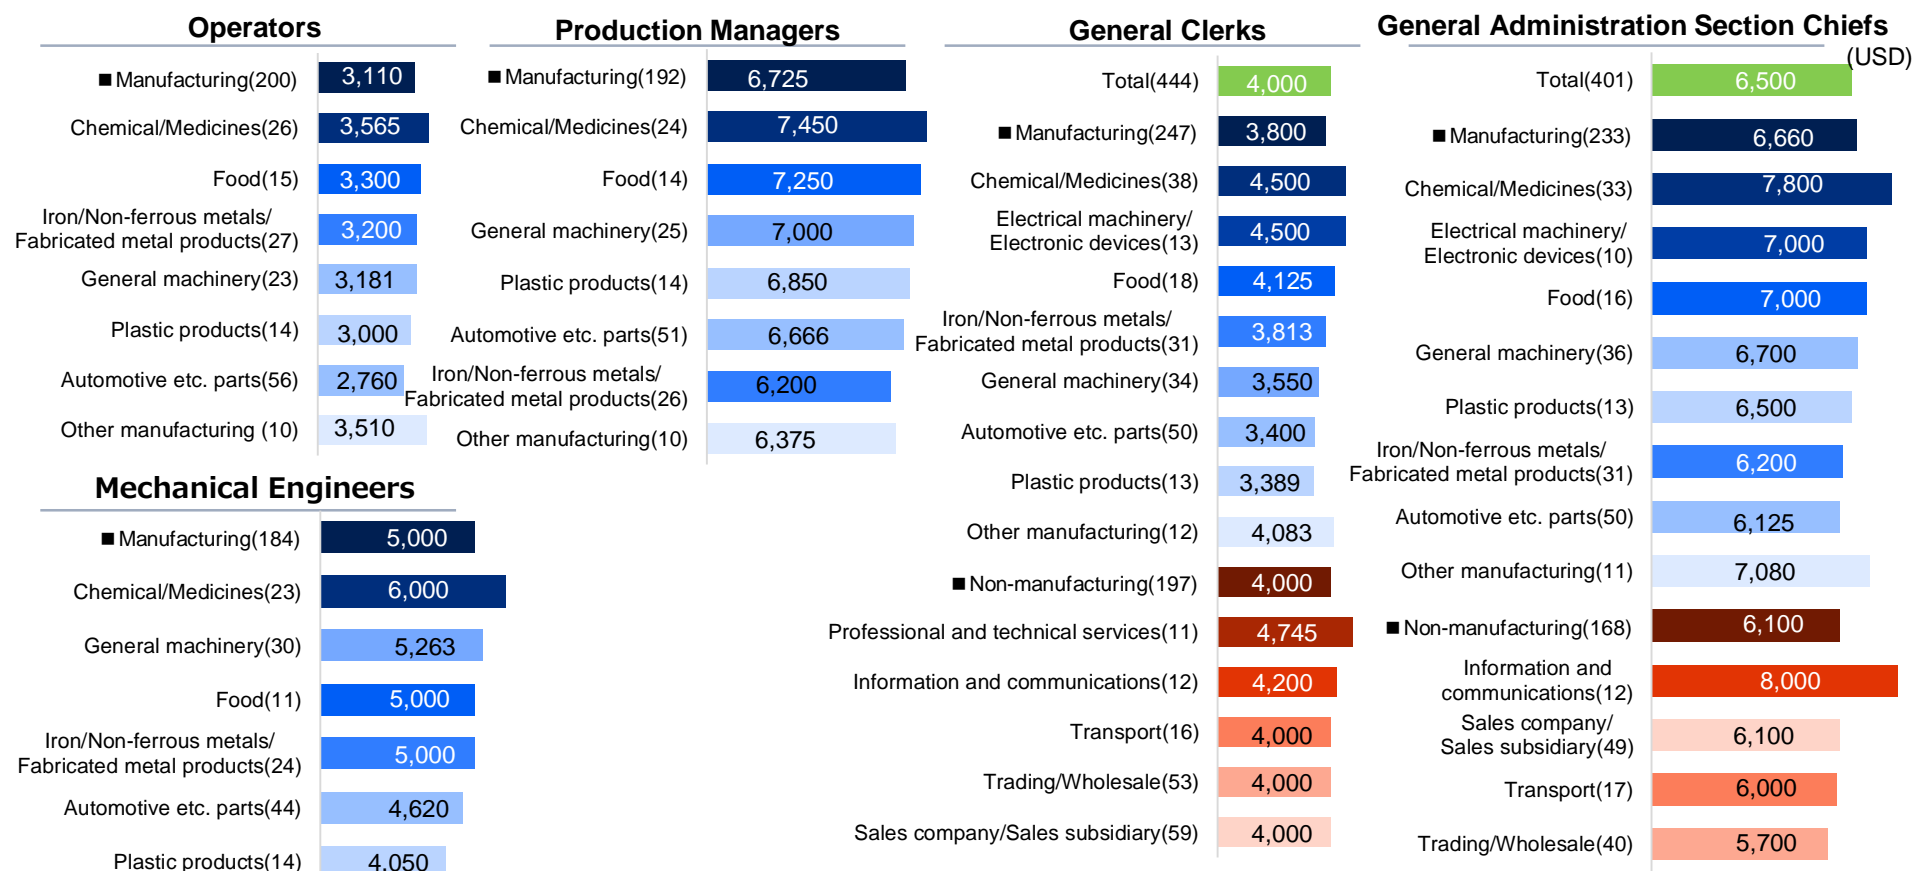 Operators
■ Manufacturing(200) 3,110
Chemical/Medicines(26) 3,565
Food(15) 3,300
Iron/Non-ferrous metals/
Fabricated metal products(27) 3,200
General machinery(23) 3,181
Plastic products(14) 3,000
Automotive etc. parts(56) 2,760
Other manufacturing (10) 3,510
Mechanical Engineers
■ Manufacturing(184) 5,000
Chemical/Medicines(23) 6,000
General machinery(30) 5,263
Food(11) 5,000
Iron/Non-ferrous metals/
Fabricated metal products(24) 5,000
Automotive etc. parts(44) 4,620
Plastic products(14) 4,050
Production Managers
■ Manufacturing(192) 6,725
Chemical/Medicines(24) 7,450
Food(14) 7,250
General machinery(25) 7,000
Plastic products(14) 6,850
Automotive etc. parts(51) 6,666
Iron/Non-ferrous metals/
Fabricated metal products(26) 6,200
Other manufacturing(10) 6,375
General Clerks
Total(444) 4,000
■ Manufacturing(247) 3,800
Chemical/Medicines(38) 4,500
Electrical machinery/
Electronic devices(13) 4,500
Food(18) 4,125
Iron/Non-ferrous metals/
Fabricated metal products(31) 3,813
General machinery(34) 3,550
Automotive etc. parts(50) 3,400
Plastic products(13) 3,389
Other manufacturing(12) 4,083
■ Non-manufacturing(197) 4,000
Professional and technical services(11) 4,745
Information and communications(12) 4,200
Transport(16) 4,000
Trading/Wholesale(53) 4,000
Sales company/Sales subsidiary(59) 4,000
General Administration Section Chiefs
(USD)
Total(401) 6,500
■ Manufacturing(233) 6,660
Chemical/Medicines(33) 7,800
Electrical machinery/
Electronic devices(10) 7,000
Food(16) 7,000
General machinery(36) 6,700
Plastic products(13) 6,500
Iron/Non-ferrous metals/
Fabricated metal products(31) 6,200
Automotive etc. parts(50) 6,125
Other manufacturing(11) 7,080
■ Non-manufacturing(168) 6,100
Information and
communications(12) 8,000
Sales company/
Sales subsidiary(49) 6,100
Transport(17) 6,000
Trading/Wholesale(40) 5,700